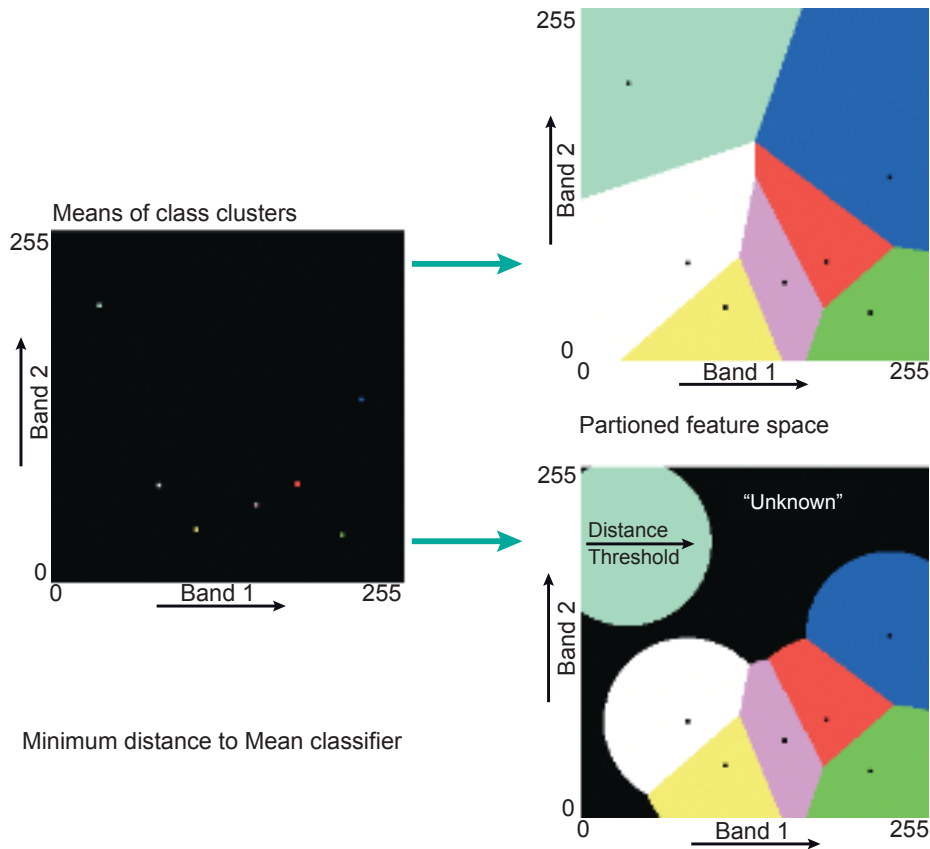 Means of class clusters
255
Band 2
0
0
Band 1
255
255
Band 2
0
0
Band 1
255
Partioned feature space
255
"Unknown"
Distance
Threshold
Band 2
0
0
Band 1
255
Minimum distance to Mean classifier